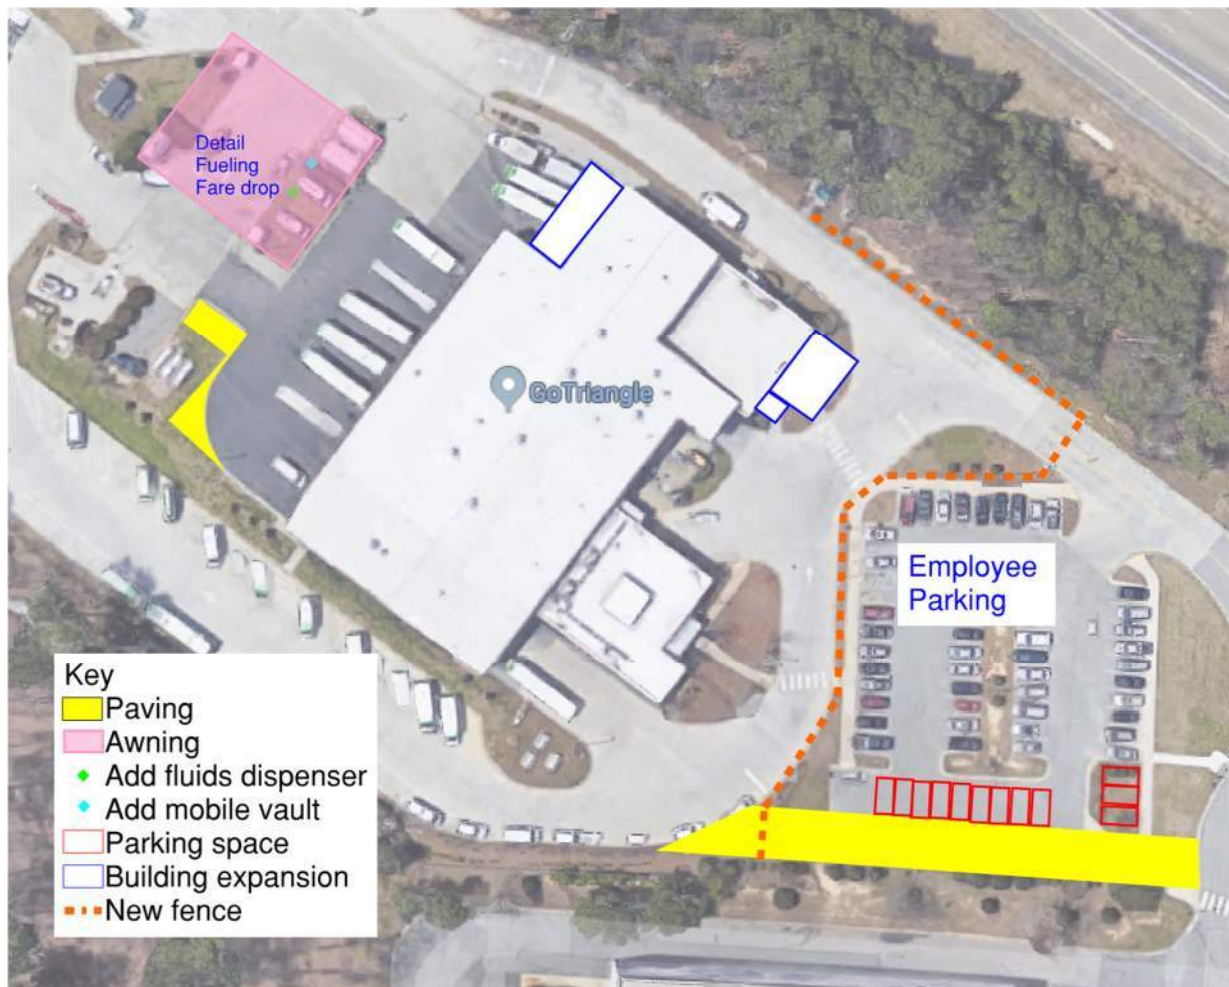 Detail
Fueling
Fare drop
GoTriangle
Employee
Parking
Key
Paving
Awning
Add fluids dispenser
Add mobile vault
Parking space
Building expansion
New fence